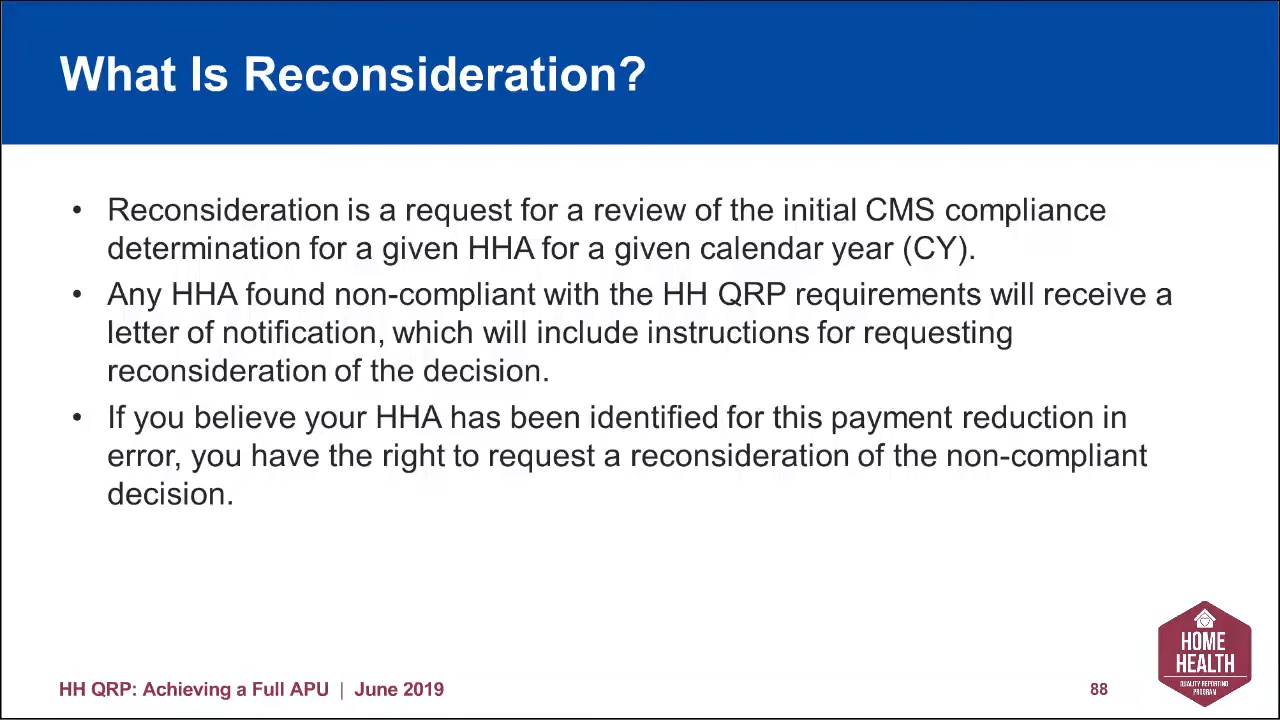 What Is Reconsideration?
• Reconsideration is a request for a review of the initial CMS compliance
determination for a given HHA for a given calendar year (CY).
• Any HHA found non-compliant with the HH QRP requirements will receive a
letter of notification, which will include instructions for requesting
reconsideration of the decision.
• If you believe your HHA has been identified for this payment reduction in
error, you have the right to request a reconsideration of the non-compliant
decision.
HH QRP: Achieving a Full APU | June 2019
88
HOME
HEALTH
QUALITY REPORTING
PROGRAM